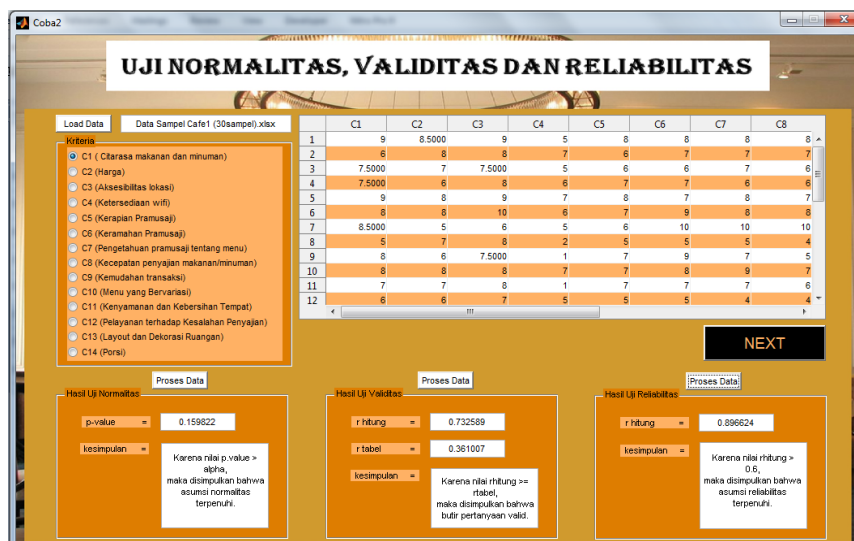 Coba2
UJI NORMALITAS, VALIDITAS DAN RELIABILITAS
Load Data
Data Sampel Cafe1 (30sampel).xlsx
Kriteria
C1 ( Citarasa makanan dan minuman)
C2 (Harga)
C3 (Aksesibilitas lokasi)
C4 (Ketersediaan wifi)
C5 (Kerapian Pramusaji)
C6 (Keramahan Pramusaji)
C7 (Pengetahuan pramusaji tentang menu)
C8 (Kecepatan penyajian makanan/minuman)
C9 (Kemudahan transaksi)
C10 (Menu yang Bervariasi)
C11 (Kenyamanan dan Kebersihan Tempat)
C12 (Pelayanan terhadap Kesalahan Penyajian)
C13 (Layout dan Dekorasi Ruangan)
C14 (Porsi)
C1 C2 C3 C4 C5 C6 C7 C8
1 9 8.5000 9 5 8 8 8 8
2 6 8 8 7 6 7 7 7
3 7.5000 7 7.5000 5 6 6 7 6
4 7.5000 6 8 6 7 7 6 6
5 9 8 9 7 8 7 8 7
6 8 8 10 6 7 9 8 8
7 8.5000 5 6 5 6 10 10 10
8 5 7 8 2 5 5 5 4
9 8 6 7.5000 1 7 9 7 5
10 8 8 8 7 7 8 9 7
11 7 7 8 1 7 7 7 6
12 6 6 7 5 5 5 4 4
NEXT
Proses Data
Hasil Uji Normalitas
p-value = 0.159822
kesimpulan =
Karena nilai p.value >
alpha,
maka disimpulkan bahwa
asumsi normalitas
terpenuhi.
Proses Data
Hasil Uji Validitas
r hitung = 0.732589
r tabel = 0.361007
kesimpulan =
Karena nilai rhitung >=
rtabel,
maka disimpulkan bahwa
butir pertanyaan valid.
Proses Data
Hasil Uji Reliabilitas
r hitung = 0.896624
kesimpulan =
Karena nilai rhitung >
0.6,
maka disimpulkan bahwa
asumsi reliabilitas
terpenuhi.